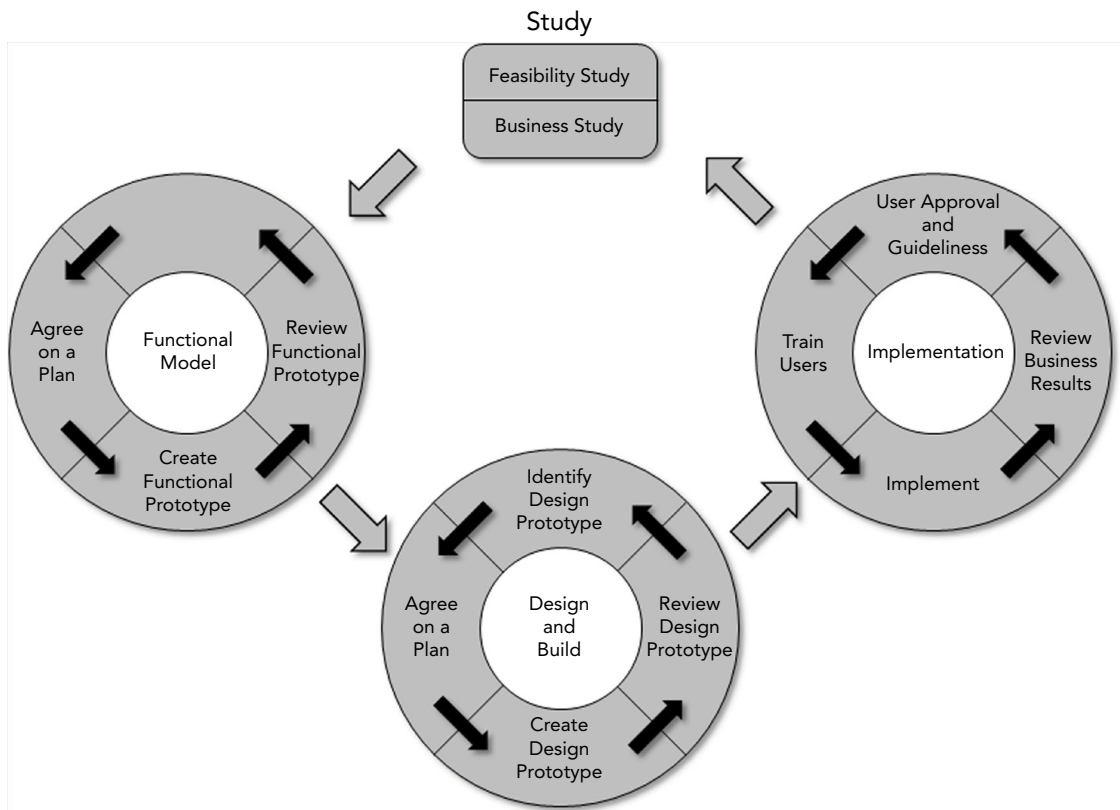 Study
Feasibility Study
Business Study
Agree
on a
Plan
Functional
Model
Review
Functional
Prototype
Create
Functional
Prototype
Identify
Design
Prototype
Agree
on a
Plan
Design
and
Build
Review
Design
Prototype
Create
Design
Prototype
User Approval
and
Guideliness
Train
Users
Implementation
Review
Business
Results
Implement